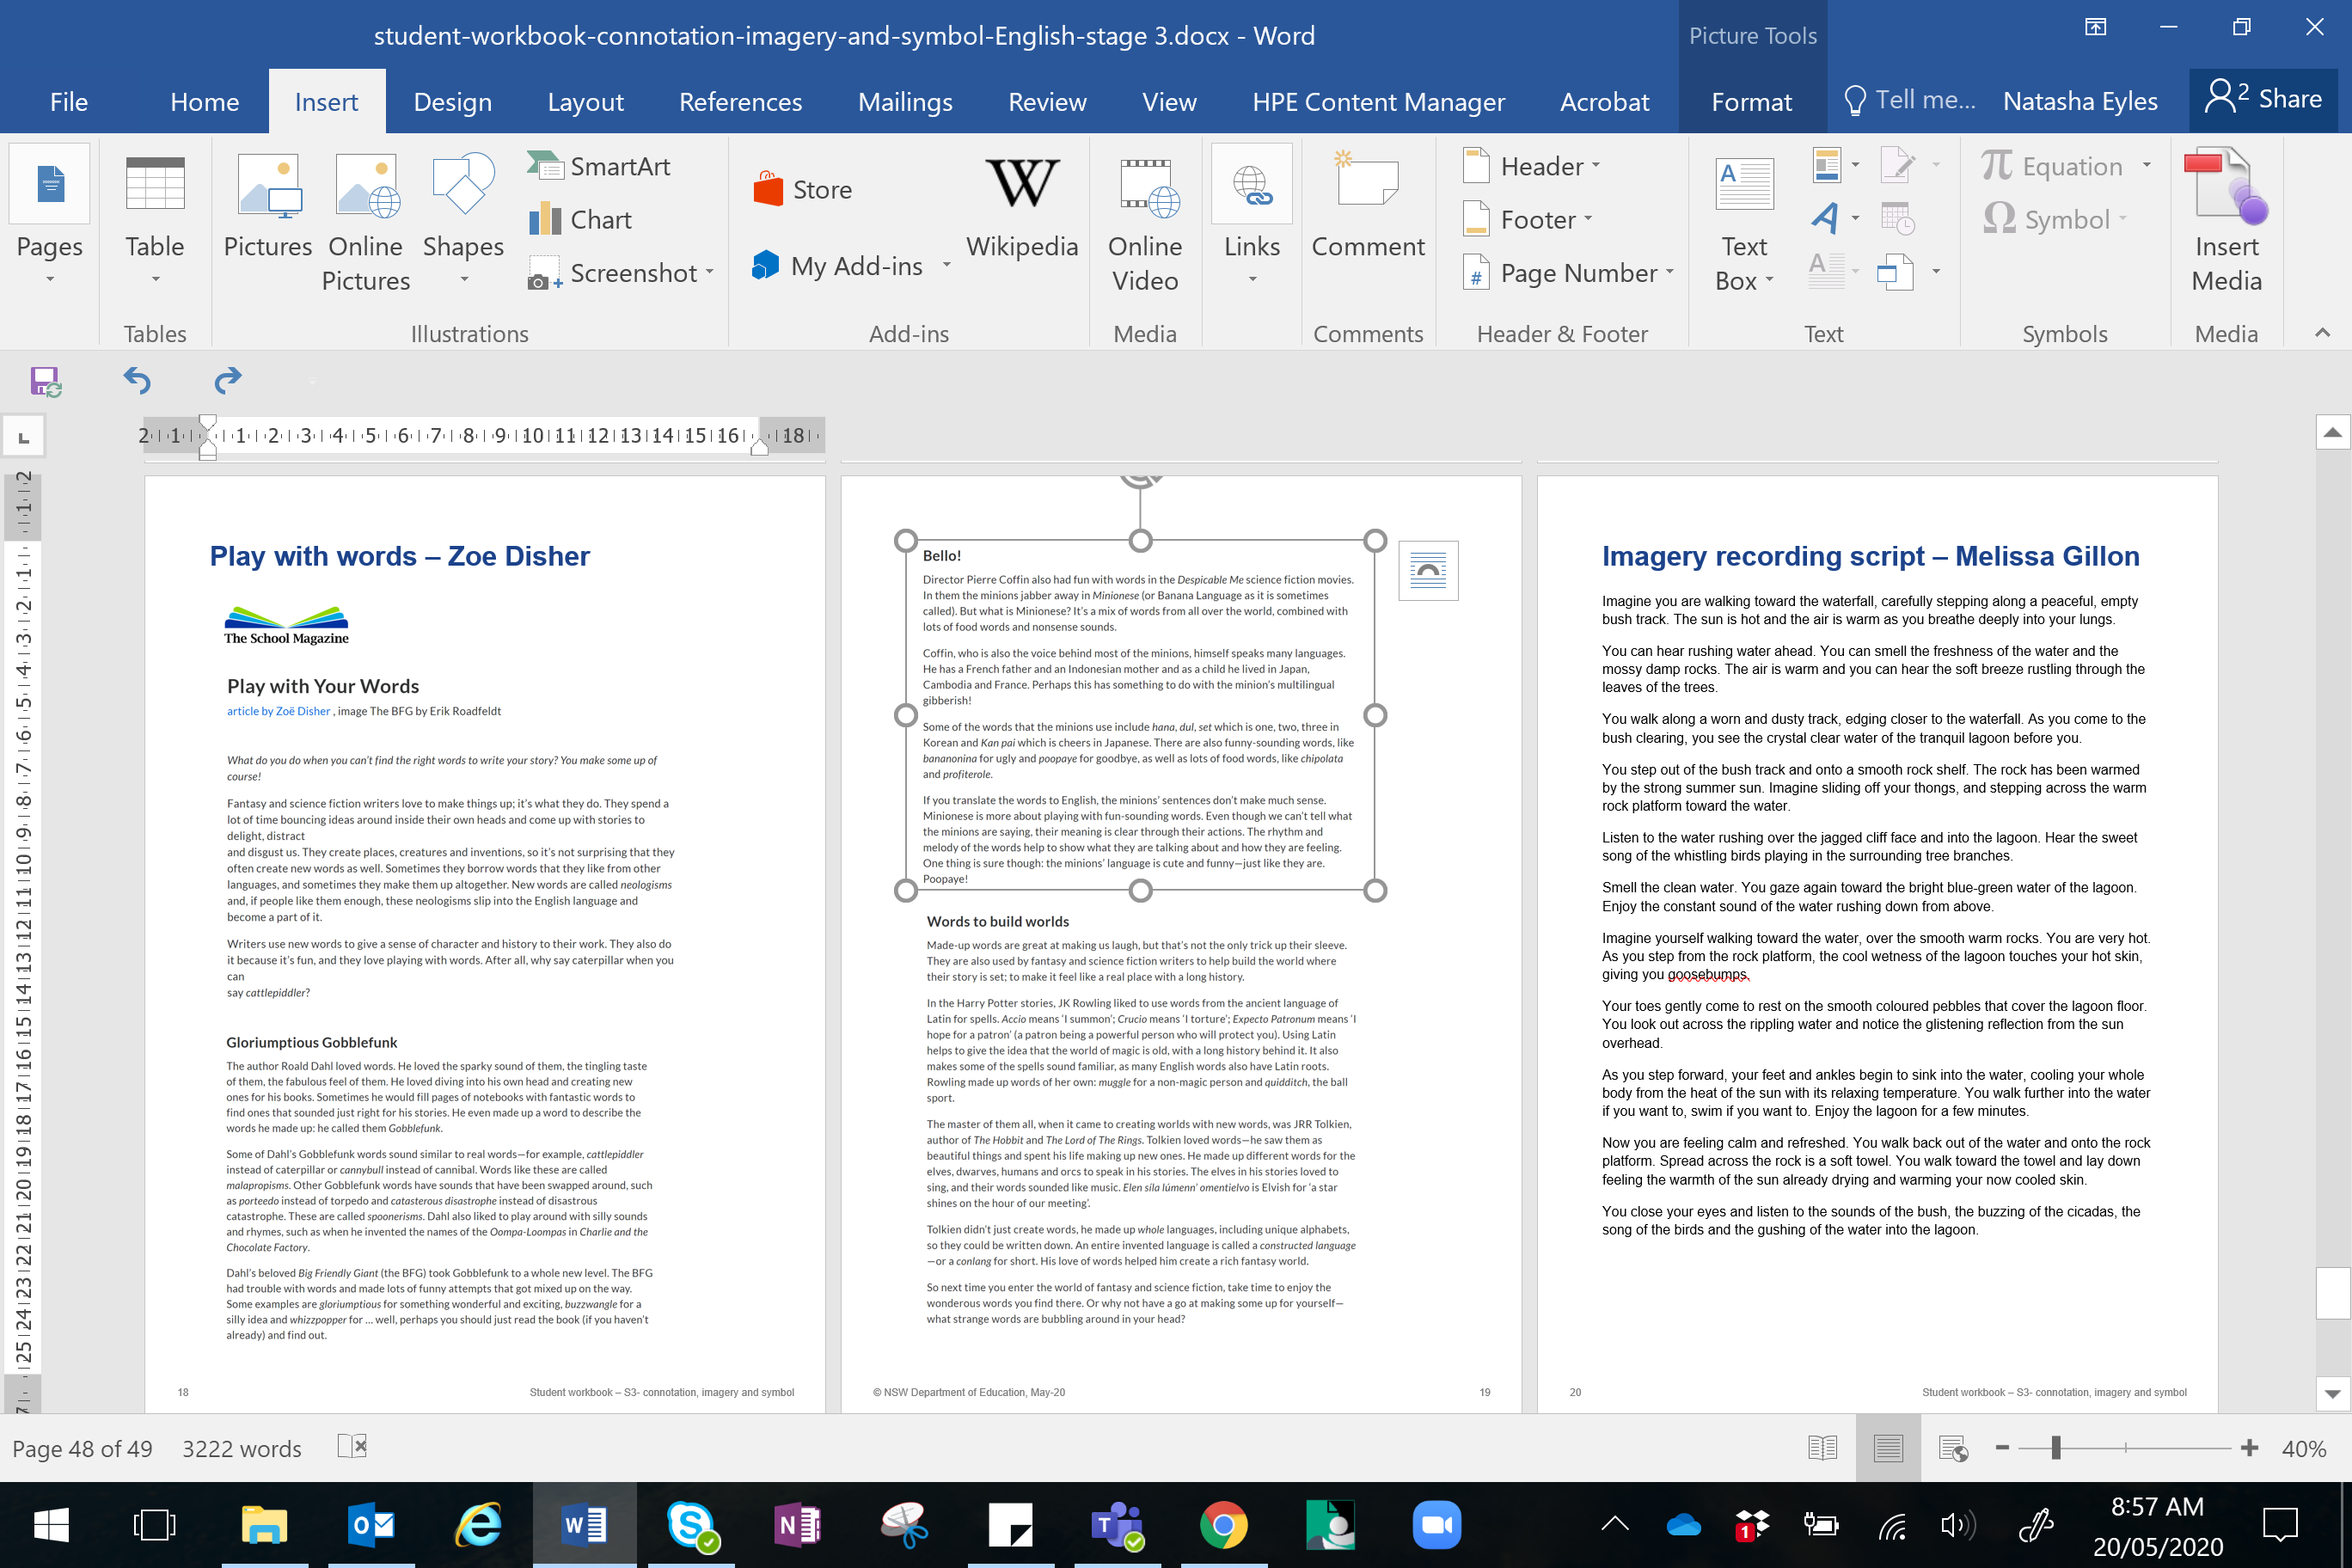 student-workbook-connotation-imagery-and-symbol-English-stage 3.docx - Word
Picture Tools
File
Home
Insert
Design
Layout
References
Mailings
Review
View
HPE Content Manager
Acrobat
Format
Tell me...
Natasha Eyles
2 Share
Pages
Table
Pictures
Online
Pictures
Shapes
SmartArt
Chart
Screenshot
Store
My Add-ins
Wikipedia
Online
Video
Links
Comment
Header
Footer
Page Number
Text
Box
Equation
Symbol
Insert
Media
Tables
Illustrations
Add-ins
Media
Comments
Header & Footer
Text
Symbols
Media
2 1 1 2 3 4 5 6 7 8 9 10 11 12 13 14 15 16 18
2 1 1 2 3 4 5 6 7 8 9 10 11 12 13 14 15 16 17 18 19 20 21 22 23 24 25 7
Play with words – Zoe Disher
The School Magazine
Play with Your Words
article by Zoë Disher , image The BFG by Erik Roadfeldt
What do you do when you can't find the right words to write your story? You make some up of
course!
Fantasy and science fiction writers love to make things up; it's what they do. They spend a
lot of time bouncing ideas around inside their own heads and come up with stories to
delight, distract
and disgust us. They create places, creatures and inventions, so it's not surprising that they
often create new words as well. Sometimes they borrow words that they like from other
languages, and sometimes they make them up altogether. New words are called neologisms
and, if people like them enough, these neologisms slip into the English language and
become a part of it.
Writers use new words to give a sense of character and history to their work. They also do
it because it's fun, and they love playing with words. After all, why say caterpillar when you
can
say cattlepiddler?
Gloriumptious Gobblefunk
The author Roald Dahl loved words. He loved the sparky sound of them, the tingling taste
of them, the fabulous feel of them. He loved diving into his own head and creating new
ones for his books. Sometimes he would fill pages of notebooks with fantastic words to
find ones that sounded just right for his stories. He even made up a word to describe the
words he made up: he called them Gobblefunk.
Some of Dahl's Gobblefunk words sound similar to real words—for example, cattlepiddler
instead of caterpillar or cannybull instead of cannibal. Words like these are called
malapropisms. Other Gobblefunk words have sounds that have been swapped around, such
as porteedo instead of torpedo and catasterous disastrophe instead of disastrous
catastrophe. These are called spoonerisms. Dahl also liked to play around with silly sounds
and rhymes, such as when he invented the names of the Oompa-Loompas in Charlie and the
Chocolate Factory.
Dahl's beloved Big Friendly Giant (the BFG) took Gobblefunk to a whole new level. The BFG
had trouble with words and made lots of funny attempts that got mixed up on the way.
Some examples are gloriumptious for something wonderful and exciting, buzzwangle for a
silly idea and whizzpopper for ... well, perhaps you should just read the book (if you haven't
already) and find out.
18
Student workbook – S3- connotation, imagery and symbol
Bello!
Director Pierre Coffin also had fun with words in the Despicable Me science fiction movies.
In them the minions jabber away in Minionese (or Banana Language as it is sometimes
called). But what is Minionese? It's a mix of words from all over the world, combined with
lots of food words and nonsense sounds.
Coffin, who is also the voice behind most of the minions, himself speaks many languages.
He has a French father and an Indonesian mother and as a child he lived in Japan,
Cambodia and France. Perhaps this has something to do with the minion's multilingual
gibberish!
Some of the words that the minions use include hana, dul, set which is one, two, three in
Korean and Kan pai which is cheers in Japanese. There are also funny-sounding words, like
bananonina for ugly and poopaye for goodbye, as well as lots of food words, like chipolata
and profiterole.
If you translate the words to English, the minions' sentences don't make much sense.
Minionese is more about playing with fun-sounding words. Even though we can't tell what
the minions are saying, their meaning is clear through their actions. The rhythm and
melody of the words help to show what they are talking about and how they are feeling.
One thing is sure though: the minions' language is cute and funny—just like they are.
Poopaye!
Words to build worlds
Made-up words are great at making us laugh, but that's not the only trick up their sleeve.
They are also used by fantasy and science fiction writers to help build the world where
their story is set; to make it feel like a real place with a long history.
In the Harry Potter stories, JK Rowling liked to use words from the ancient language of
Latin for spells. Accio means 'I summon'; Crucio means 'I torture'; Expecto Patronum means 'I
hope for a patron' (a patron being a powerful person who will protect you). Using Latin
helps to give the idea that the world of magic is old, with a long history behind it. It also
makes some of the spells sound familiar, as many English words also have Latin roots.
Rowling made up words of her own: muggle for a non-magic person and quidditch, the ball
sport.
The master of them all, when it came to creating worlds with new words, was JRR Tolkien,
author of The Hobbit and The Lord of The Rings. Tolkien loved words—he saw them as
beautiful things and spent his life making up new ones. He made up different words for the
elves, dwarves, humans and orcs to speak in his stories. The elves in his stories loved to
sing, and their words sounded like music. Elen síla lúmenn' omentielvo is Elvish for 'a star
shines on the hour of our meeting'.
Tolkien didn't just create words, he made up whole languages, including unique alphabets,
so they could be written down. An entire invented language is called a constructed language
—or a conlang for short. His love of words helped him create a rich fantasy world.
So next time you enter the world of fantasy and science fiction, take time to enjoy the
wonderous words you find there. Or why not have a go at making some up for yourself—
what strange words are bubbling around in your head?
© NSW Department of Education, May-20
19
Imagery recording script – Melissa Gillon
Imagine you are walking toward the waterfall, carefully stepping along a peaceful, empty
bush track. The sun is hot and the air is warm as you breathe deeply into your lungs.
You can hear rushing water ahead. You can smell the freshness of the water and the
mossy damp rocks. The air is warm and you can hear the soft breeze rustling through the
leaves of the trees.
You walk along a worn and dusty track, edging closer to the waterfall. As you come to the
bush clearing, you see the crystal clear water of the tranquil lagoon before you.
You step out of the bush track and onto a smooth rock shelf. The rock has been warmed
by the strong summer sun. Imagine sliding off your thongs, and stepping across the warm
rock platform toward the water.
Listen to the water rushing over the jagged cliff face and into the lagoon. Hear the sweet
song of the whistling birds playing in the surrounding tree branches.
Smell the clean water. You gaze again toward the bright blue-green water of the lagoon.
Enjoy the constant sound of the water rushing down from above.
Imagine yourself walking toward the water, over the smooth warm rocks. You are very hot.
As you step from the rock platform, the cool wetness of the lagoon touches your hot skin,
giving you goosebumps.
Your toes gently come to rest on the smooth coloured pebbles that cover the lagoon floor.
You look out across the rippling water and notice the glistening reflection from the sun
overhead.
As you step forward, your feet and ankles begin to sink into the water, cooling your whole
body from the heat of the sun with its relaxing temperature. You walk further into the water
if you want to, swim if you want to. Enjoy the lagoon for a few minutes.
Now you are feeling calm and refreshed. You walk back out of the water and onto the rock
platform. Spread across the rock is a soft towel. You walk toward the towel and lay down
feeling the warmth of the sun already drying and warming your now cooled skin.
You close your eyes and listen to the sounds of the bush, the buzzing of the cicadas, the
song of the birds and the gushing of the water into the lagoon.
20
Student workbook – S3- connotation, imagery and symbol
Page 48 of 49
3222 words
40%
8:57 AM
20/05/2020